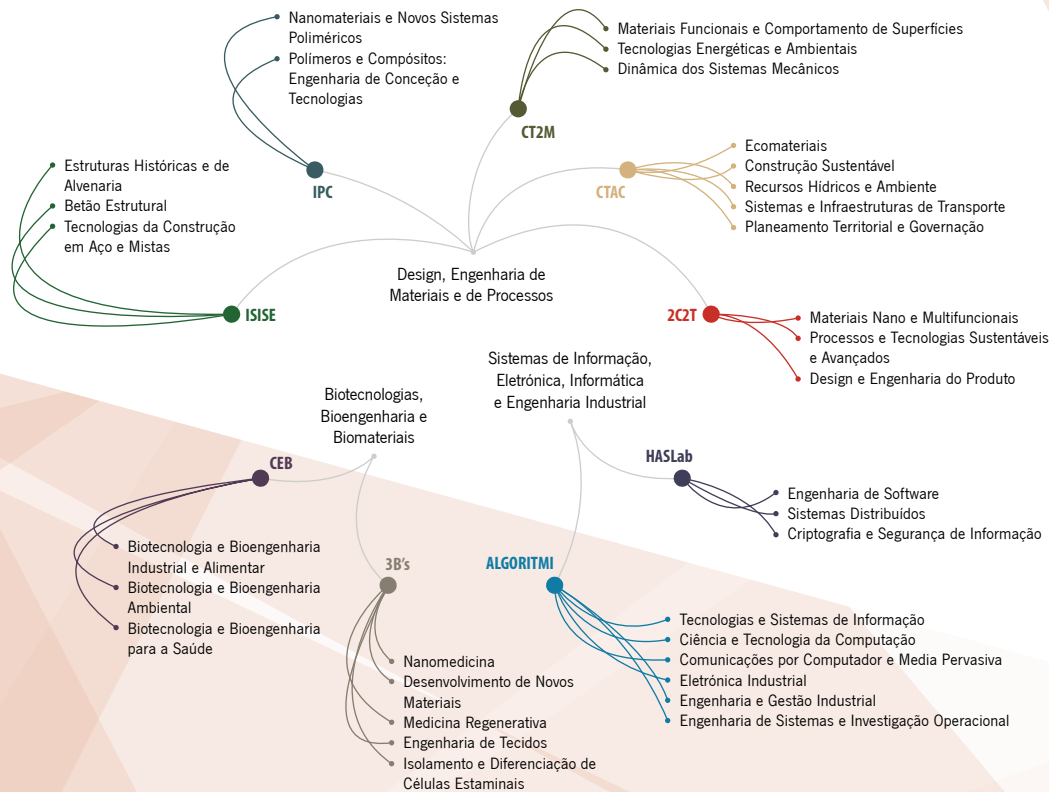 Nanomateriais e Novos Sistemas
Poliméricos
Polímeros e Compósitos:
Engenharia de Conceção e
Tecnologias
IPC
Materiais Funcionais e Comportamento de Superfícies
Tecnologias Energéticas e Ambientais
Dinâmica dos Sistemas Mecânicos
CT2M
Ecomateriais
Construção Sustentável
Recursos Hídricos e Ambiente
Sistemas e Infraestruturas de Transporte
Planeamento Territorial e Governação
CTAC
Estruturas Históricas e de
Alvenaria
Betão Estrutural
Tecnologias da Construção
em Aço e Mistas
ISISE
Design, Engenharia de
Materiais e de Processos
2C2T
Materiais Nano e Multifuncionais
Processos e Tecnologias Sustentáveis
e Avançados
Design e Engenharia do Produto
Sistemas de Informação,
Eletrónica, Informática
e Engenharia Industrial
Biotecnologias,
Bioengenharia e
Biomateriais
CEB
Biotecnologia e Bioengenharia
Industrial e Alimentar
Biotecnologia e Bioengenharia
Ambiental
Biotecnologia e Bioengenharia
para a Saúde
HASLab
Engenharia de Software
Sistemas Distribuídos
Criptografia e Segurança de Informação
3B's
Nanomedicina
Desenvolvimento de Novos
Materiais
Medicina Regenerativa
Engenharia de Tecidos
Isolamento e Diferenciação de
Células Estaminais
ALGORITMI
Tecnologias e Sistemas de Informação
Ciência e Tecnologia da Computação
Comunicações por Computador e Media Pervasiva
Eletrónica Industrial
Engenharia e Gestão Industrial
Engenharia de Sistemas e Investigação Operacional